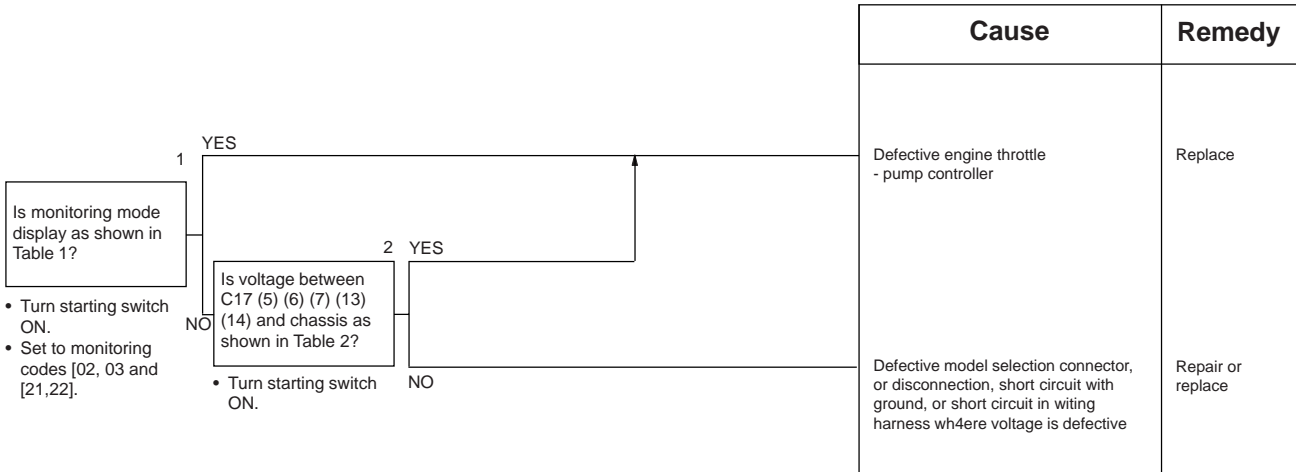 Cause
Remedy
YES
1
Is monitoring mode
display as shown in
Table 1?
• Turn starting switch
ON.
• Set to monitoring
codes [02, 03 and
[21,22].
NO
2
YES
Is voltage between
C17 (5) (6) (7) (13)
(14) and chassis as
shown in Table 2?
• Turn starting switch
ON.
NO
Defective engine throttle
- pump controller
Replace
Defective model selection connector,
or disconnection, short circuit with
ground, or short circuit in witing
harness wh4ere voltage is defective
Repair or
replace